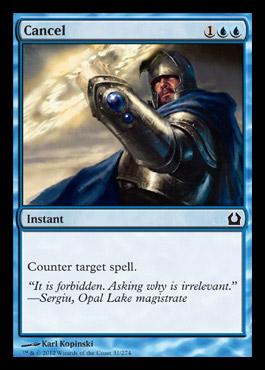 Cancel 1
Instant
Counter target spell.
“It is forbidden. Asking why is irrelevant.”
—Sergiu, Opal Lake magistrate
Karl Kopinski
™ & © 2012 Wizards of the Coast 31/274